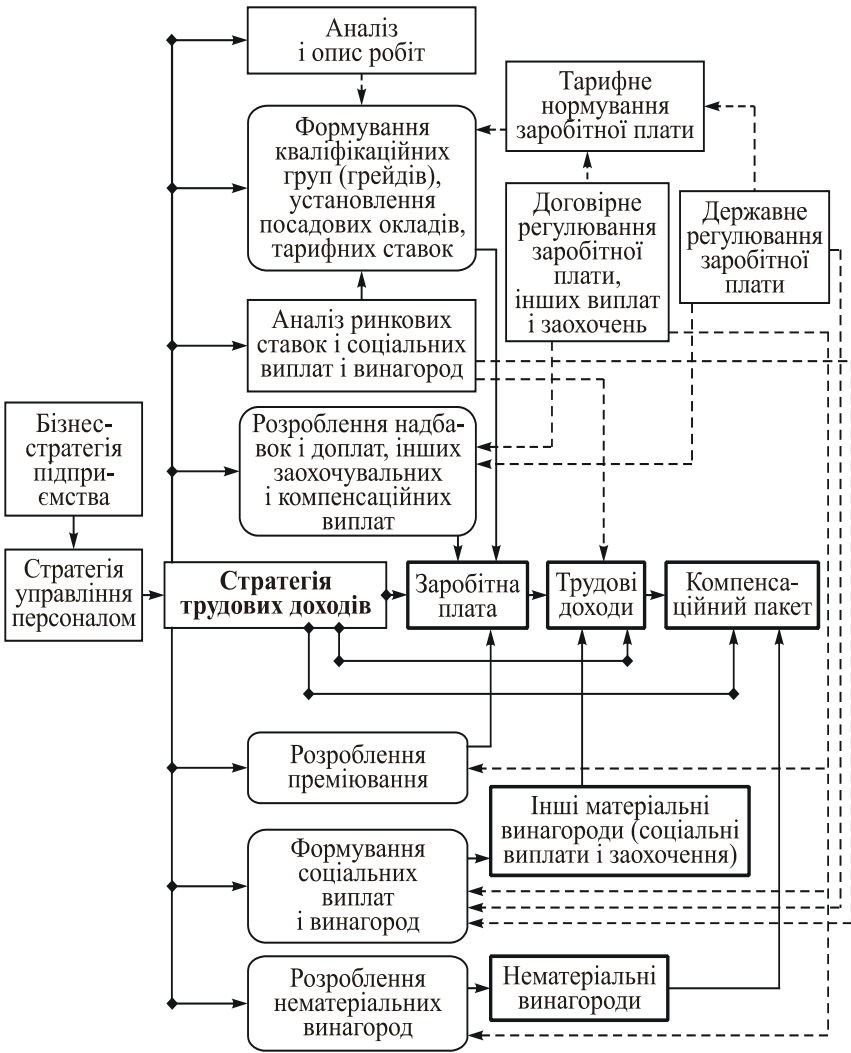 Аналіз
і опис робіт
Тарифне
нормування
заробітної плати
Формування
кваліфікаційних
груп (грейдів),
установлення
посадових окладів,
тарифних ставок
Договірне
регулювання
заробітної
плати,
інших виплат
і заохочень
Державне
регулювання
заробітної
плати
Аналіз ринкових
ставок і соціальних
виплат і винагород
Бізнес-
стратегія
підпри-
ємства
Розроблення надба-
вок і доплат, інших
заохочувальних
і компенсаційних
виплат
Стратегія
управління
персоналом
Стратегія
трудових доходів
Заробітна
плата
Трудові
доходи
Компенса-
ційний пакет
Розроблення
преміювання
Інші матеріальні
винагороди (соціальні
виплати і заохочення)
Формування
соціальних
виплат
і винагород
Розроблення
нематеріальних
винагород
Нематеріальні
винагороди